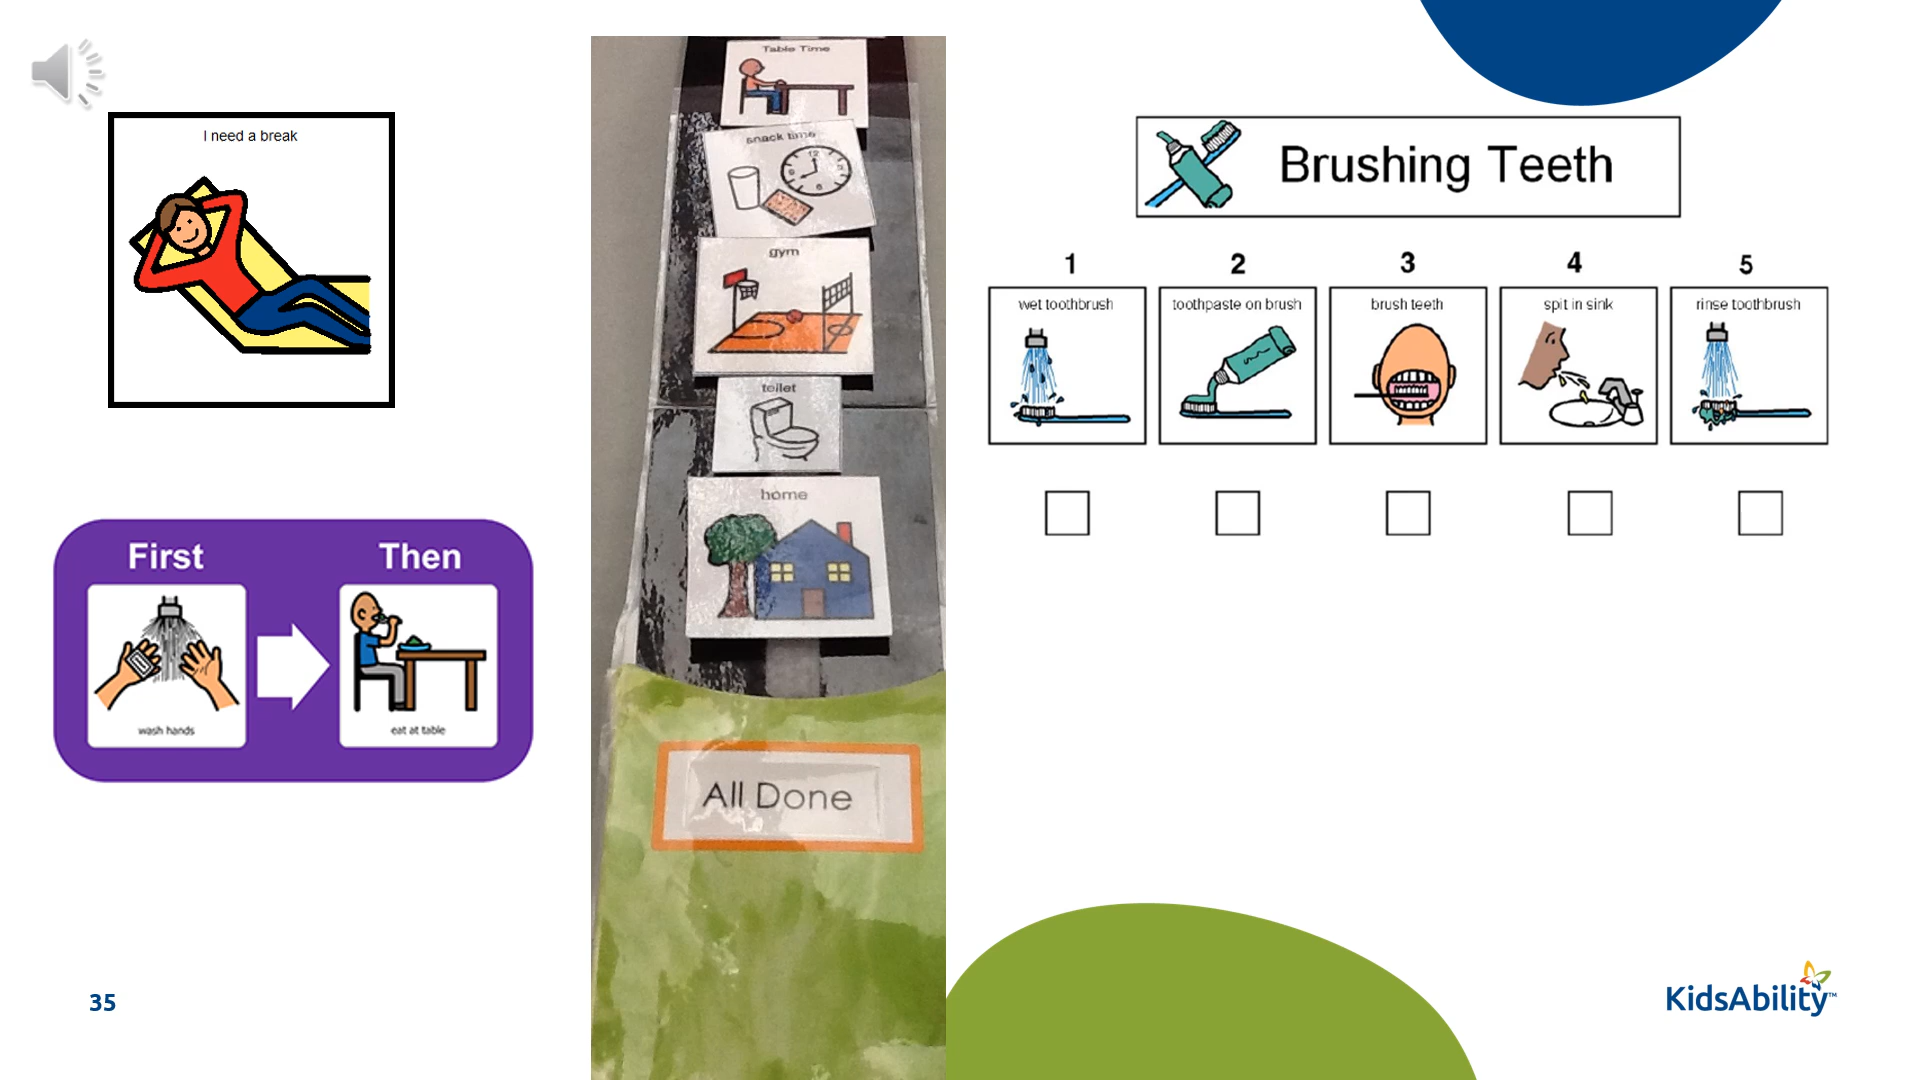 I need a break
First
Then
wash hands
eat at table
Table Time
snack time
gym
toilet
home
All Done
Brushing Teeth
1 2 3 4 5
wet toothbrush
toothpaste on brush
brush teeth
spit in sink
rinse toothbrush
35
KidsAbility™